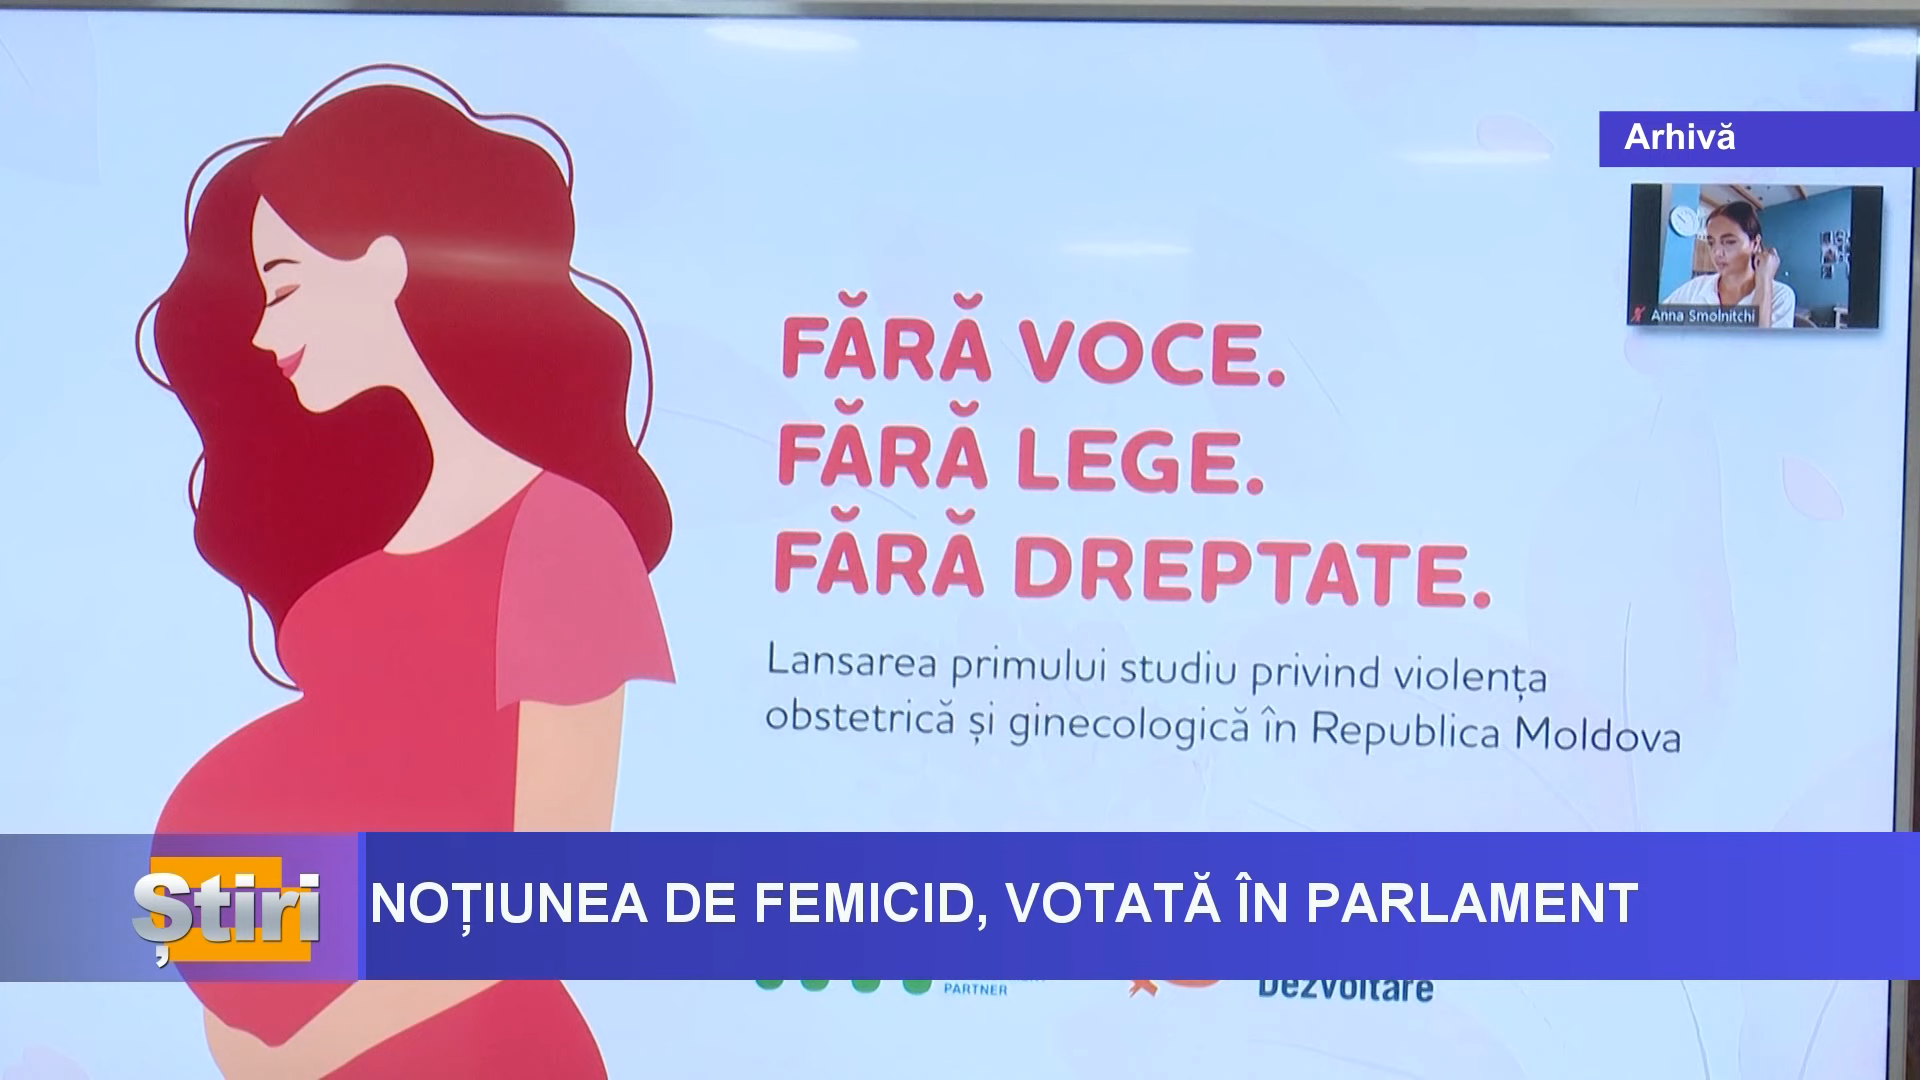 Arhivă
Anna Smolnitchi
FĂRĂ VOCE.
FĂRĂ LEGE.
FĂRĂ DREPTATE.
Lansarea primului studiu privind violența
obstetrică și ginecologică în Republica Moldova
Știri
NOȚIUNEA DE FEMICID, VOTATĂ ÎN PARLAMENT
PARTNER
Dezvoltare